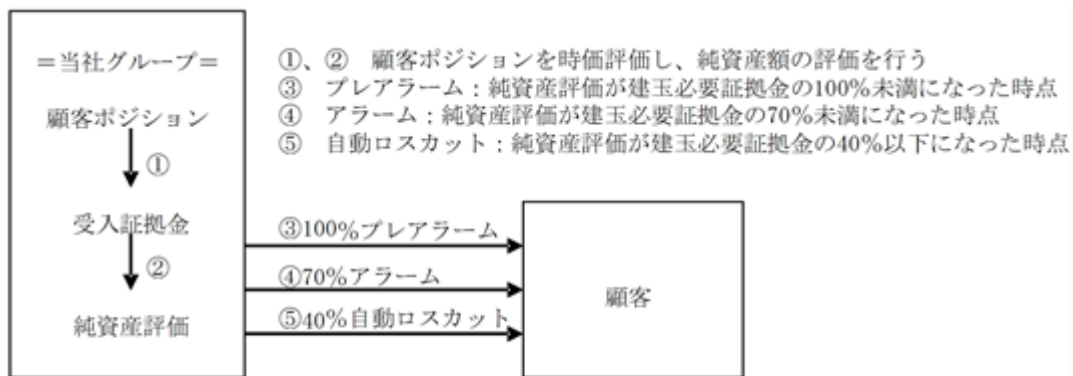 ＝当社グループ＝
顧客ポジション
①
受入証拠金
②
純資産評価
①、② 顧客ポジションを時価評価し、純資産額の評価を行う
③ プレアラーム：純資産評価が建玉必要証拠金の100%未満になった時点
④ アラーム：純資産評価が建玉必要証拠金の70%未満になった時点
⑤ 自動ロスカット：純資産評価が建玉必要証拠金の40%以下になった時点
③100%プレアラーム
④70%アラーム
⑤40%自動ロスカット
顧客